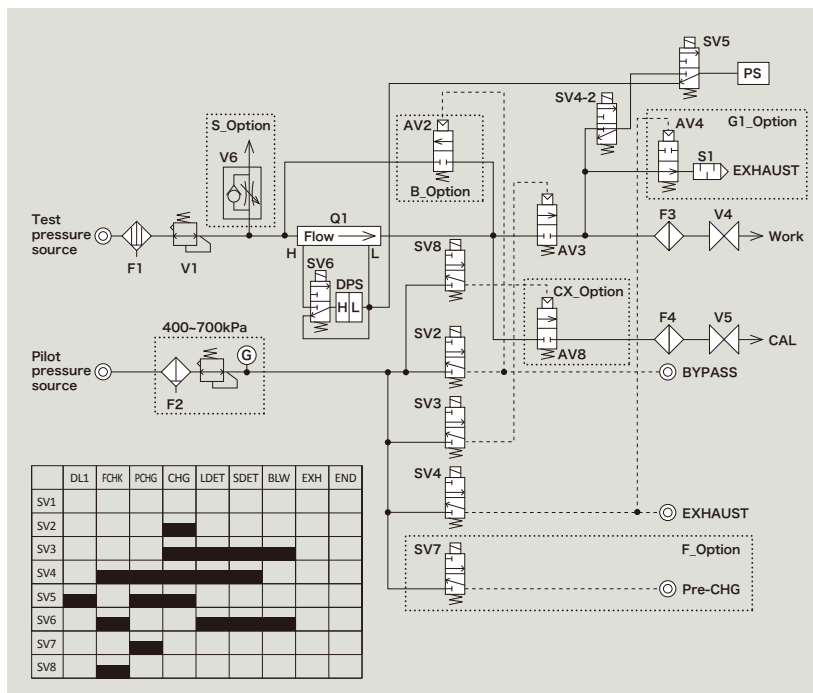 SV5
PS
SV4-2
S_Option
V6
AV2
B_Option
AV4
G1_Option
S1
EXHAUST
Test
pressure
source
F1
V1
Q1
Flow
H
L
SV6
DPS
H L
SV8
AV3
F3
V4
Work
CX_Option
AV8
F4
V5
CAL
400~700kPa
G
Pilot
pressure
source
F2
SV2
BYPASS
SV3
SV4
EXHAUST
SV7
F_Option
Pre-CHG
DL1 FCHK PCHG CHG LDET SDET BLW EXH END
SV1
SV2
SV3
SV4
SV5
SV6
SV7
SV8